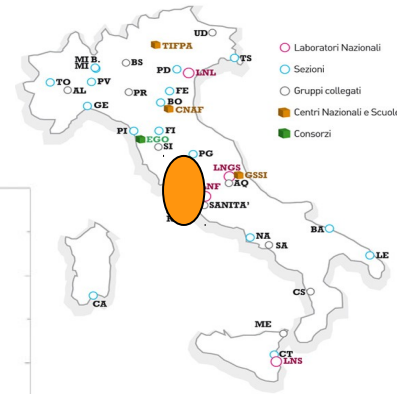 UD
TIFPA
Laboratori Nazionali
MI B.
MI
BS
PD
LNL
TS
Sezioni
TO
AL
PV
PR
FE
BO
CNAF
Gruppi collegati
GE
Centri Nazionali e Scuole
PI
FI
EGO
SI
Consorzi
PG
LNGS
GSSI
AQ
SANITA'
NA
SA
BA
LE
CA
CS
ME
CT
LNS